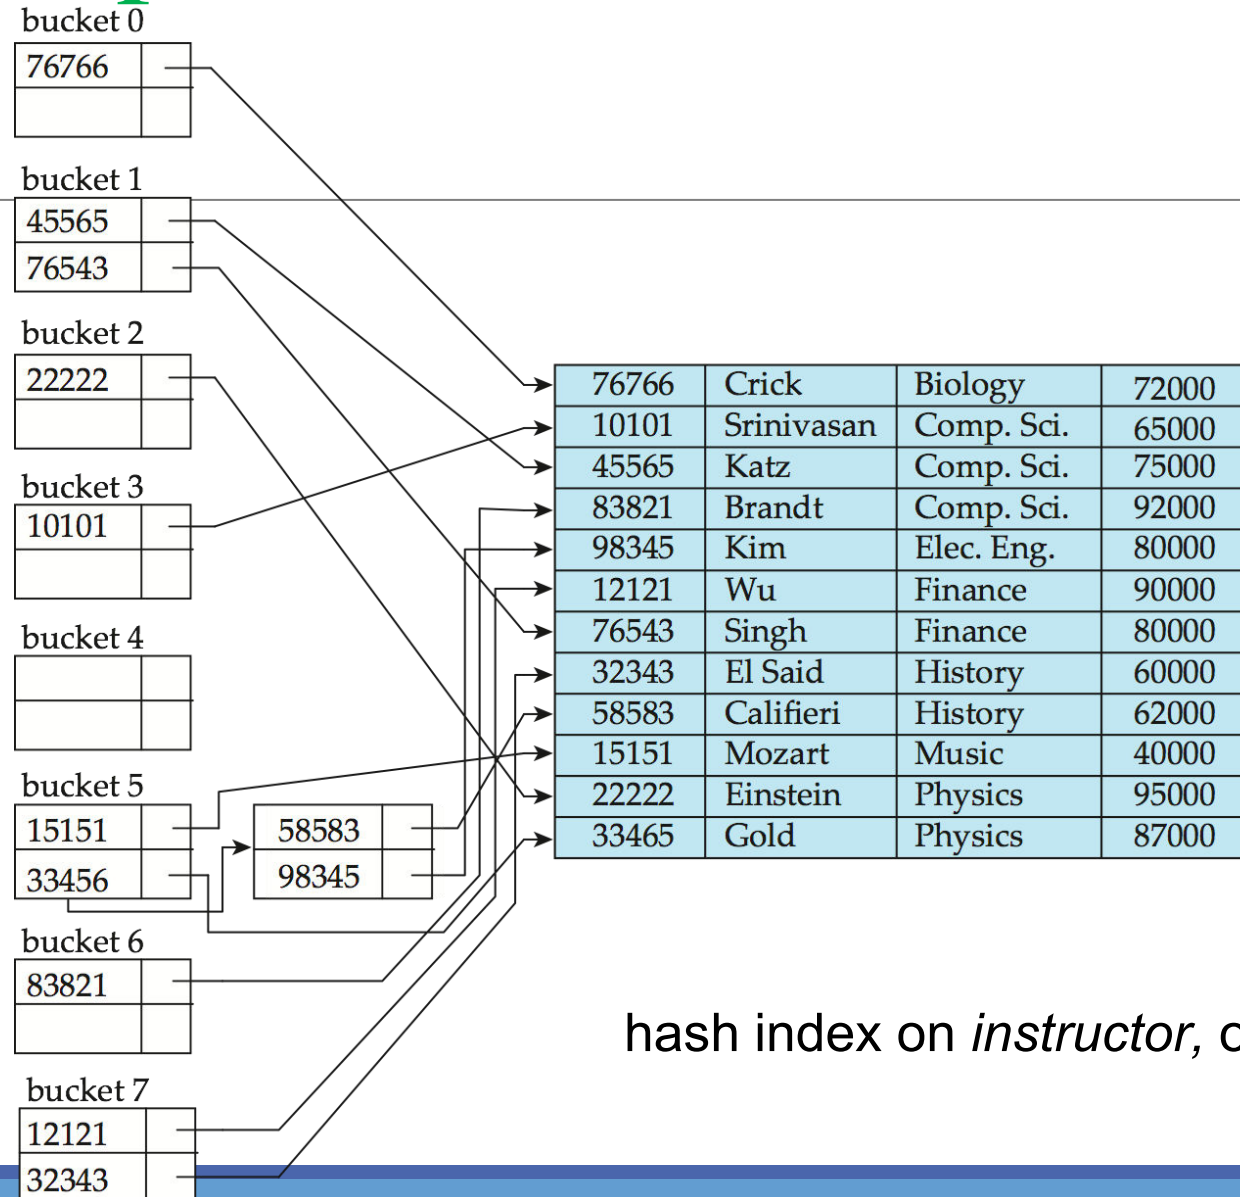 bucket 0
76766
bucket 1
45565
76543
bucket 2
22222
bucket 3
10101
bucket 4
bucket 5
15151
33456
58583
98345
bucket 6
83821
bucket 7
12121
32343
76766 Crick Biology 72000
10101 Srinivasan Comp. Sci. 65000
45565 Katz Comp. Sci. 75000
83821 Brandt Comp. Sci. 92000
98345 Kim Elec. Eng. 80000
12121 Wu Finance 90000
76543 Singh Finance 80000
32343 El Said History 60000
58583 Califieri History 62000
15151 Mozart Music 40000
22222 Einstein Physics 95000
33465 Gold Physics 87000
hash index on instructor,